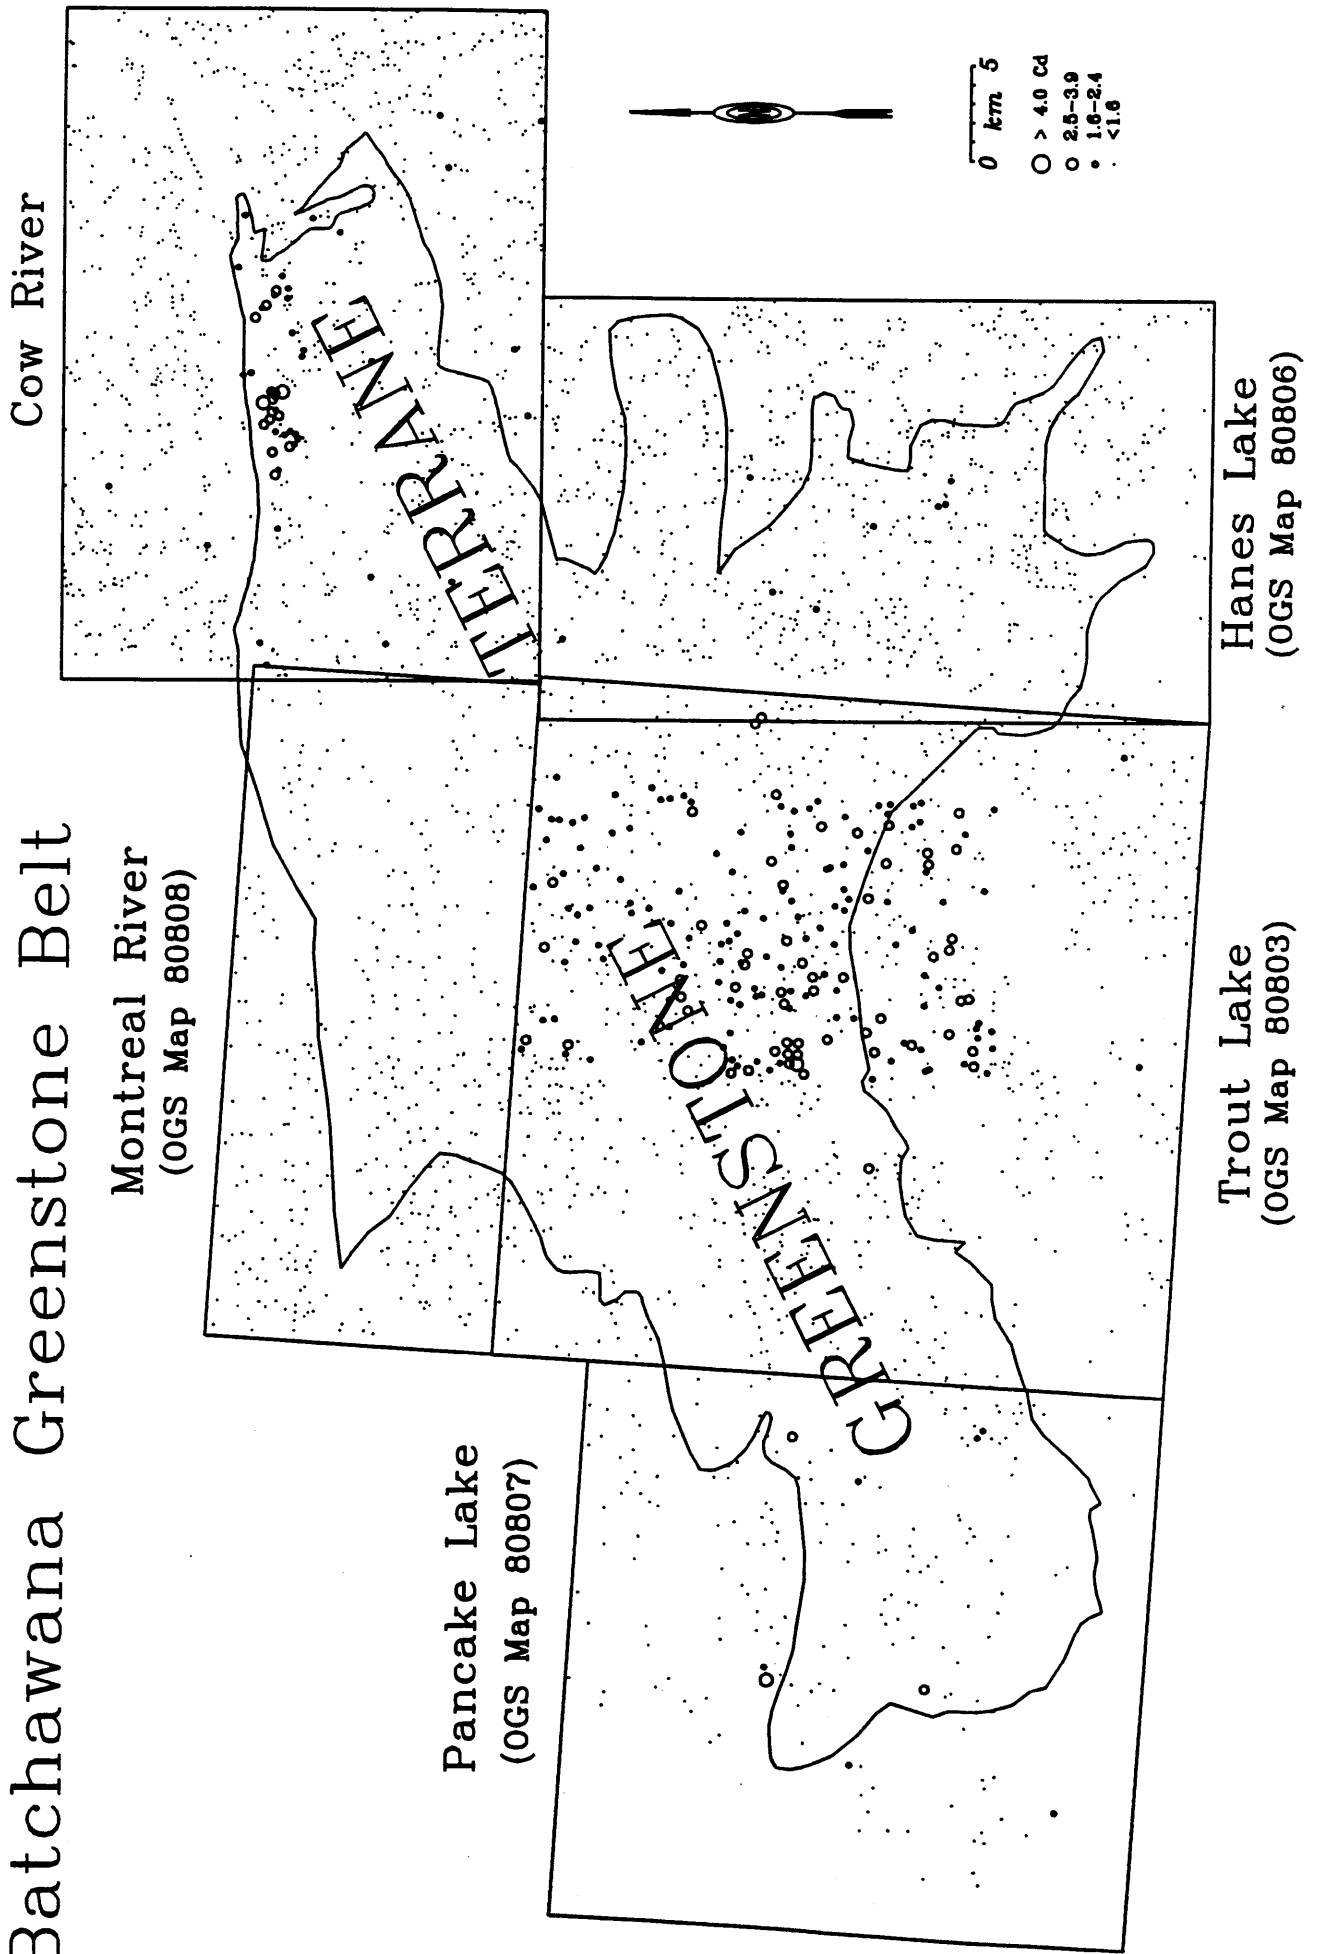 Batchawana Greenstone Belt
Cow River
Montreal River
(OGS Map 80808)
Pancake Lake
(OGS Map 80807)
GREENSTONE
TERRANE
Trout Lake
(OGS Map 80803)
Hanes Lake
(OGS Map 80806)
0 km 5
> 4.0 Cd
2.5-3.9
1.6-2.4
<1.6